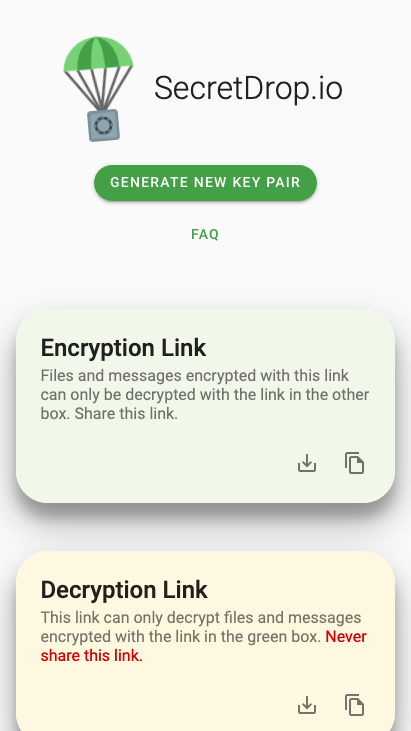 SecretDrop.io
GENERATE NEW KEY PAIR
FAQ
Encryption Link
Files and messages encrypted with this link
can only be decrypted with the link in the other
box. Share this link.
Decryption Link
This link can only decrypt files and messages
encrypted with the link in the green box. Never
share this link.